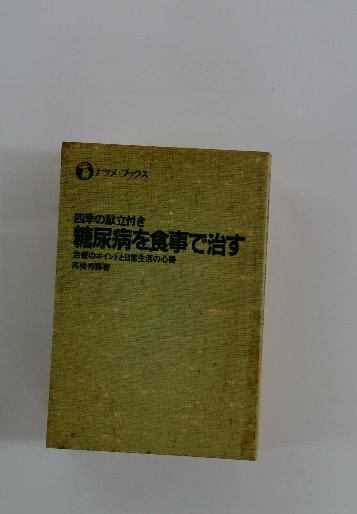 ナツメ・ブックス
四季の献立付き
糖尿病を食事で治す
治療のポイントと日常生活の心得